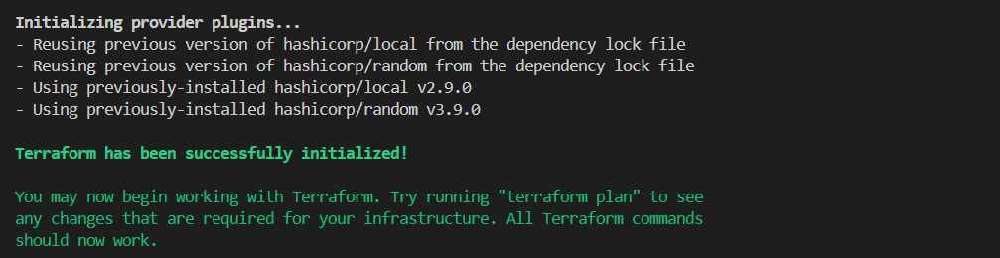 Initializing provider plugins...
- Reusing previous version of hashicorp/local from the dependency lock file
- Reusing previous version of hashicorp/random from the dependency lock file
- Using previously-installed hashicorp/local v2.9.0
- Using previously-installed hashicorp/random v3.9.0
Terraform has been successfully initialized!
You may now begin working with Terraform. Try running "terraform plan" to see
any changes that are required for your infrastructure. All Terraform commands
should now work.